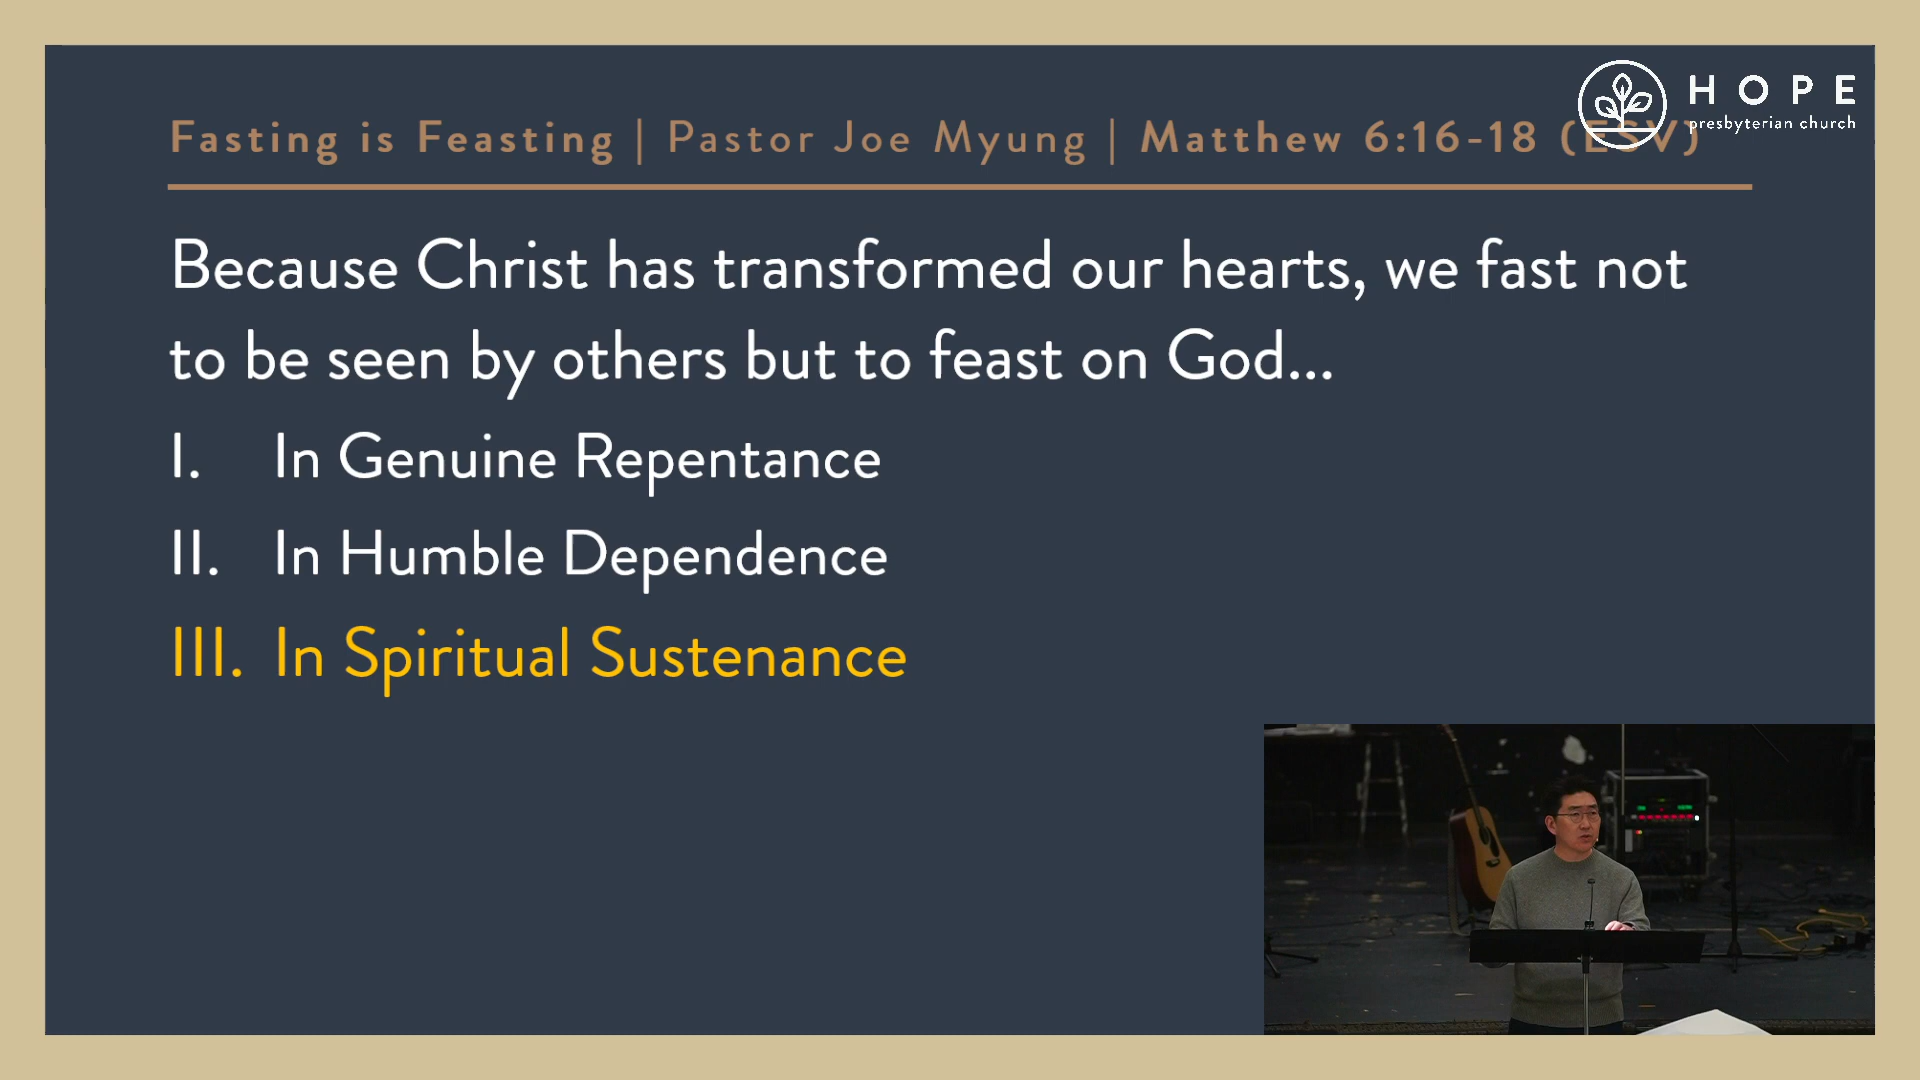 HOPE
presbyterian church
Fasting is Feasting | Pastor Joe Myung | Matthew 6:16-18 (ESV)
Because Christ has transformed our hearts, we fast not
to be seen by others but to feast on God...
I. In Genuine Repentance
II. In Humble Dependence
III. In Spiritual Sustenance